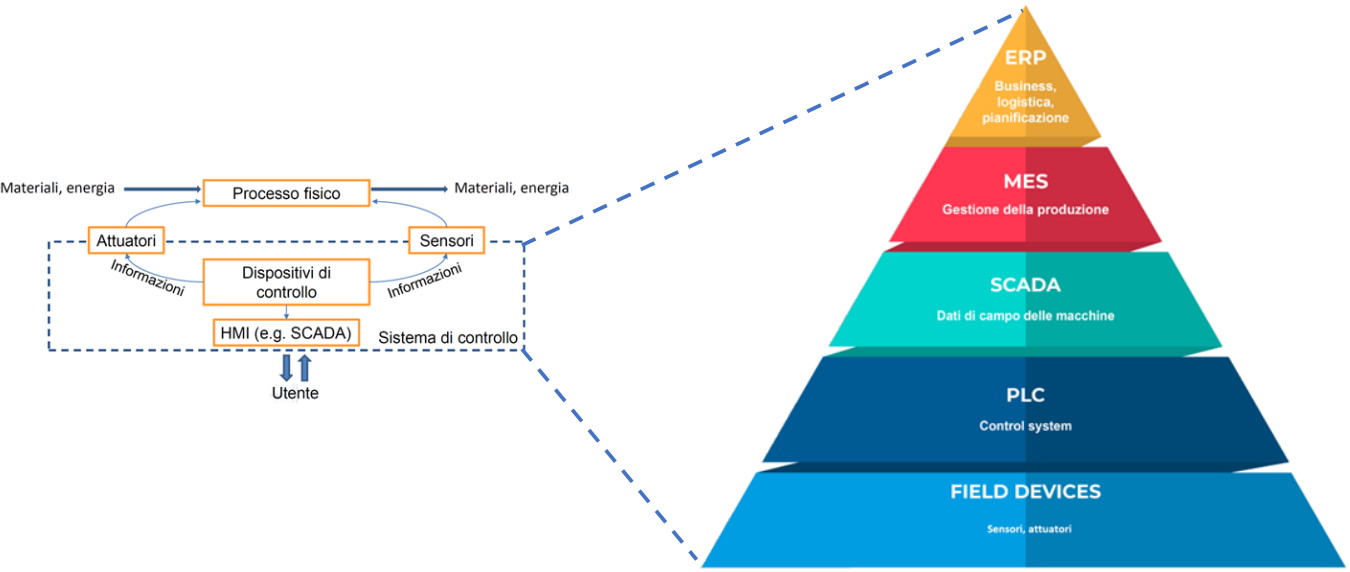 Materiali, energia
Processo fisico
Materiali, energia
Attuatori
Sensori
Informazioni
Dispositivi di
controllo
Informazioni
HMI (e.g. SCADA)
Sistema di controllo
Utente
ERP
Business,
logistica,
pianificazione
MES
Gestione della produzione
SCADA
Dati di campo delle macchine
PLC
Control system
FIELD DEVICES
Sensori, attuatori